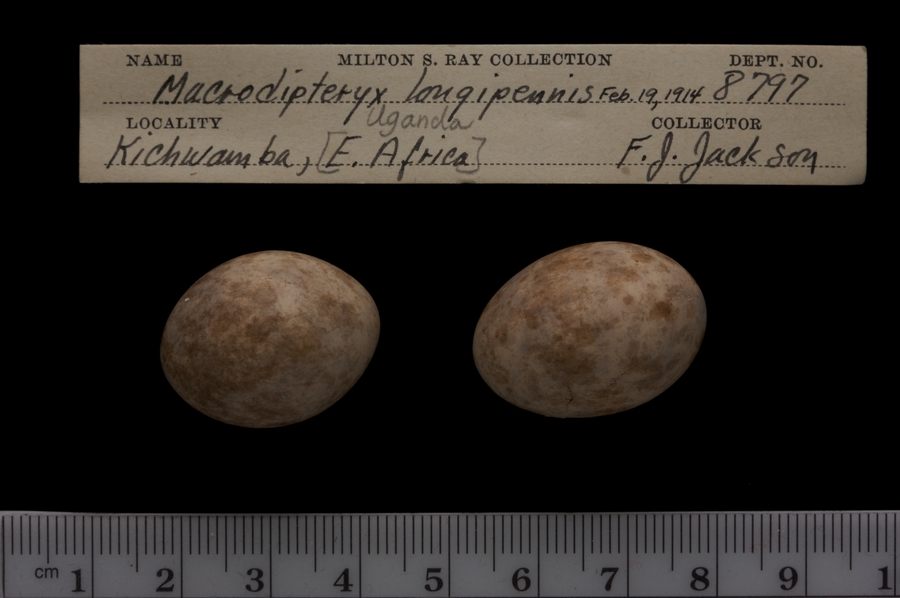 NAME MILTON S. RAY COLLECTION DEPT. NO.
Macrodipteryx longipennis Feb. 19, 1914 8797
LOCALITY Uganda COLLECTOR
Kichwamba, [E. Africa] F. J. Jackson
cm 1 2 3 4 5 6 7 8 9 1